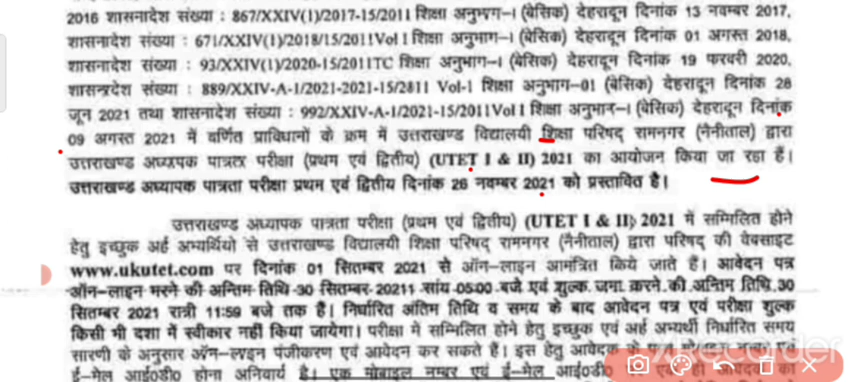 2016 शासनादेश संख्या : 867/XXIV(1)/2017-15/2011 शिक्षा अनुभाग-I (बेसिक) देहरादून दिनांक 13 नवम्बर 2017,
शासनादेश संख्या : 671/XXIV(1)/2018/15/2011Vol I शिक्षा अनुभाग-I (बेसिक) देहरादून दिनांक 01 अगस्त 2018,
शासनादेश संख्या : 93/XXIV(1)/2020-15/2011TC शिक्षा अनुभाग-I (बेसिक) देहरादून दिनांक 19 फरवरी 2020,
शासनादेश संख्या : 889/XXIV-A-1/2021-2021-15/2811 Vol-1 शिक्षा अनुभाग-01 (बेसिक) देहरादून दिनांक 28
जून 2021 तथा शासनादेश संख्या : 992/XXIV-A-1/2021-15/2011Vol I शिक्षा अनुभाग-I (बेसिक) देहरादून दिनांक
09 अगस्त 2021 में वर्णित प्राविधानों के क्रम में उत्तराखण्ड विद्यालयी शिक्षा परिषद् रामनगर (नैनीताल) द्वारा
उत्तराखण्ड अध्यापक पात्रता परीक्षा (प्रथम एवं द्वितीय) (UTET I & II) 2021 का आयोजन किया जा रहा है।
उत्तराखण्ड अध्यापक पात्रता परीक्षा प्रथम एवं द्वितीय दिनांक 26 नवम्बर 2021 को प्रस्तावित है।
उत्तराखण्ड अध्यापक पात्रता परीक्षा (प्रथम एवं द्वितीय) (UTET I & II) 2021 में सम्मिलित होने
हेतु इच्छुक अर्ह अभ्यर्थियो से उत्तराखण्ड विद्यालयी शिक्षा परिषद् रामनगर (नैनीताल) द्वारा परिषद् की वेबसाइट
www.ukutet.com पर दिनांक 01 सितम्बर 2021 से ऑन-लाइन आमंत्रित किये जाते हैं। आवेदन पत्र
ऑन-लाइन भरने की अन्तिम तिथि 30 सितम्बर 20211 सांय 05:00 बजे एवं शुल्क जमा करने की अन्तिम तिथि 30
सितम्बर 2021 रात्री 11:59 बजे तक है। निर्धारित अंतिम तिथि व समय के बाद आवेदन पत्र एवं परीक्षा शुल्क
किसी भी दशा में स्वीकार नहीं किया जायेगा। परीक्षा में सम्मिलित होने हेतु इच्छुक एवं अर्ह अभ्यर्थी निर्धारित समय
सारणी के अनुसार ऑन-लाइन पंजीकरण एवं आवेदन कर सकते हैं। इस हेतु आवेदक के
ई-मेल आई०डी० होना अनिवार्य है। एक मोबाइल नम्बर एवं ई-मेल आई०डी०